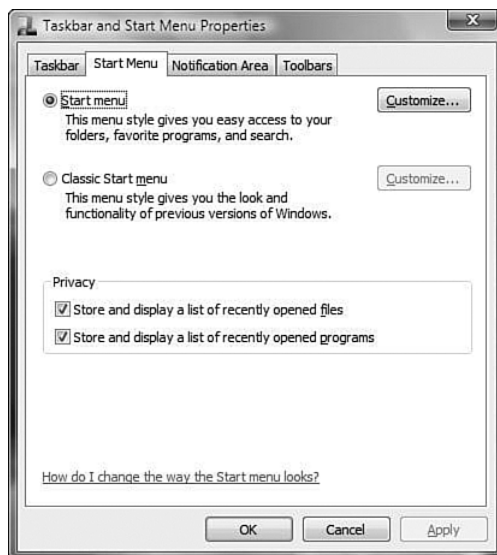 Taskbar and Start Menu Properties
Taskbar Start Menu Notification Area Toolbars
Start menu Customize...
This menu style gives you easy access to your
folders, favorite programs, and search.
Classic Start menu Customize...
This menu style gives you the look and
functionality of previous versions of Windows.
Privacy
Store and display a list of recently opened files
Store and display a list of recently opened programs
How do I change the way the Start menu looks?
OK Cancel Apply